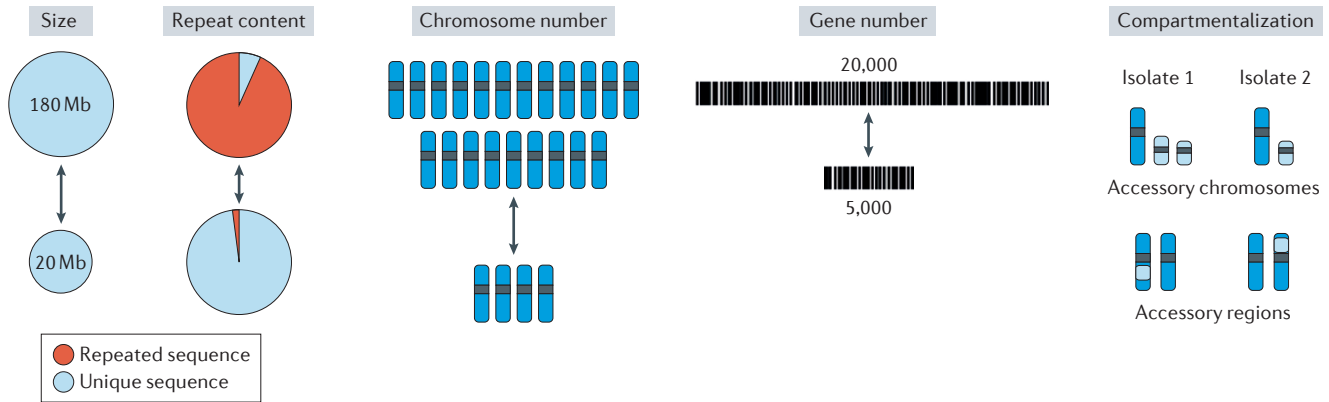 Size
Repeat content
Chromosome number
Gene number
Compartmentalization
180 Mb
20 Mb
Repeated sequence
Unique sequence
20,000
5,000
Isolate 1
Isolate 2
Accessory chromosomes
Accessory regions